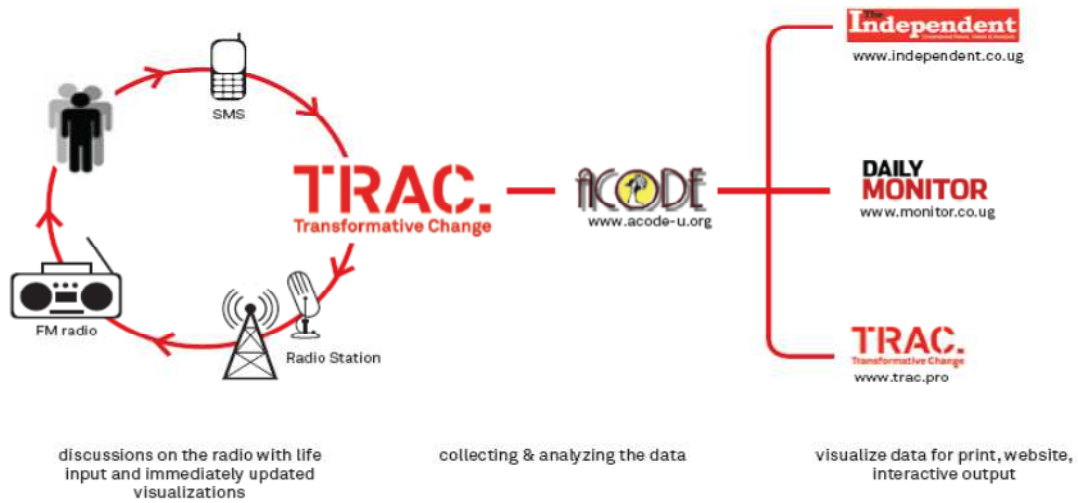 SMS
TRAC.
Transformative Change
FM radio
Radio Station
discussions on the radio with life
input and immediately updated
visualizations
ACODE
www.acode-u.org
collecting & analyzing the data
The
Independent
www.independent.co.ug
DAILY
MONITOR
www.monitor.co.ug
TRAC.
Transformative Change
www.trac.pro
visualize data for print, website,
interactive output